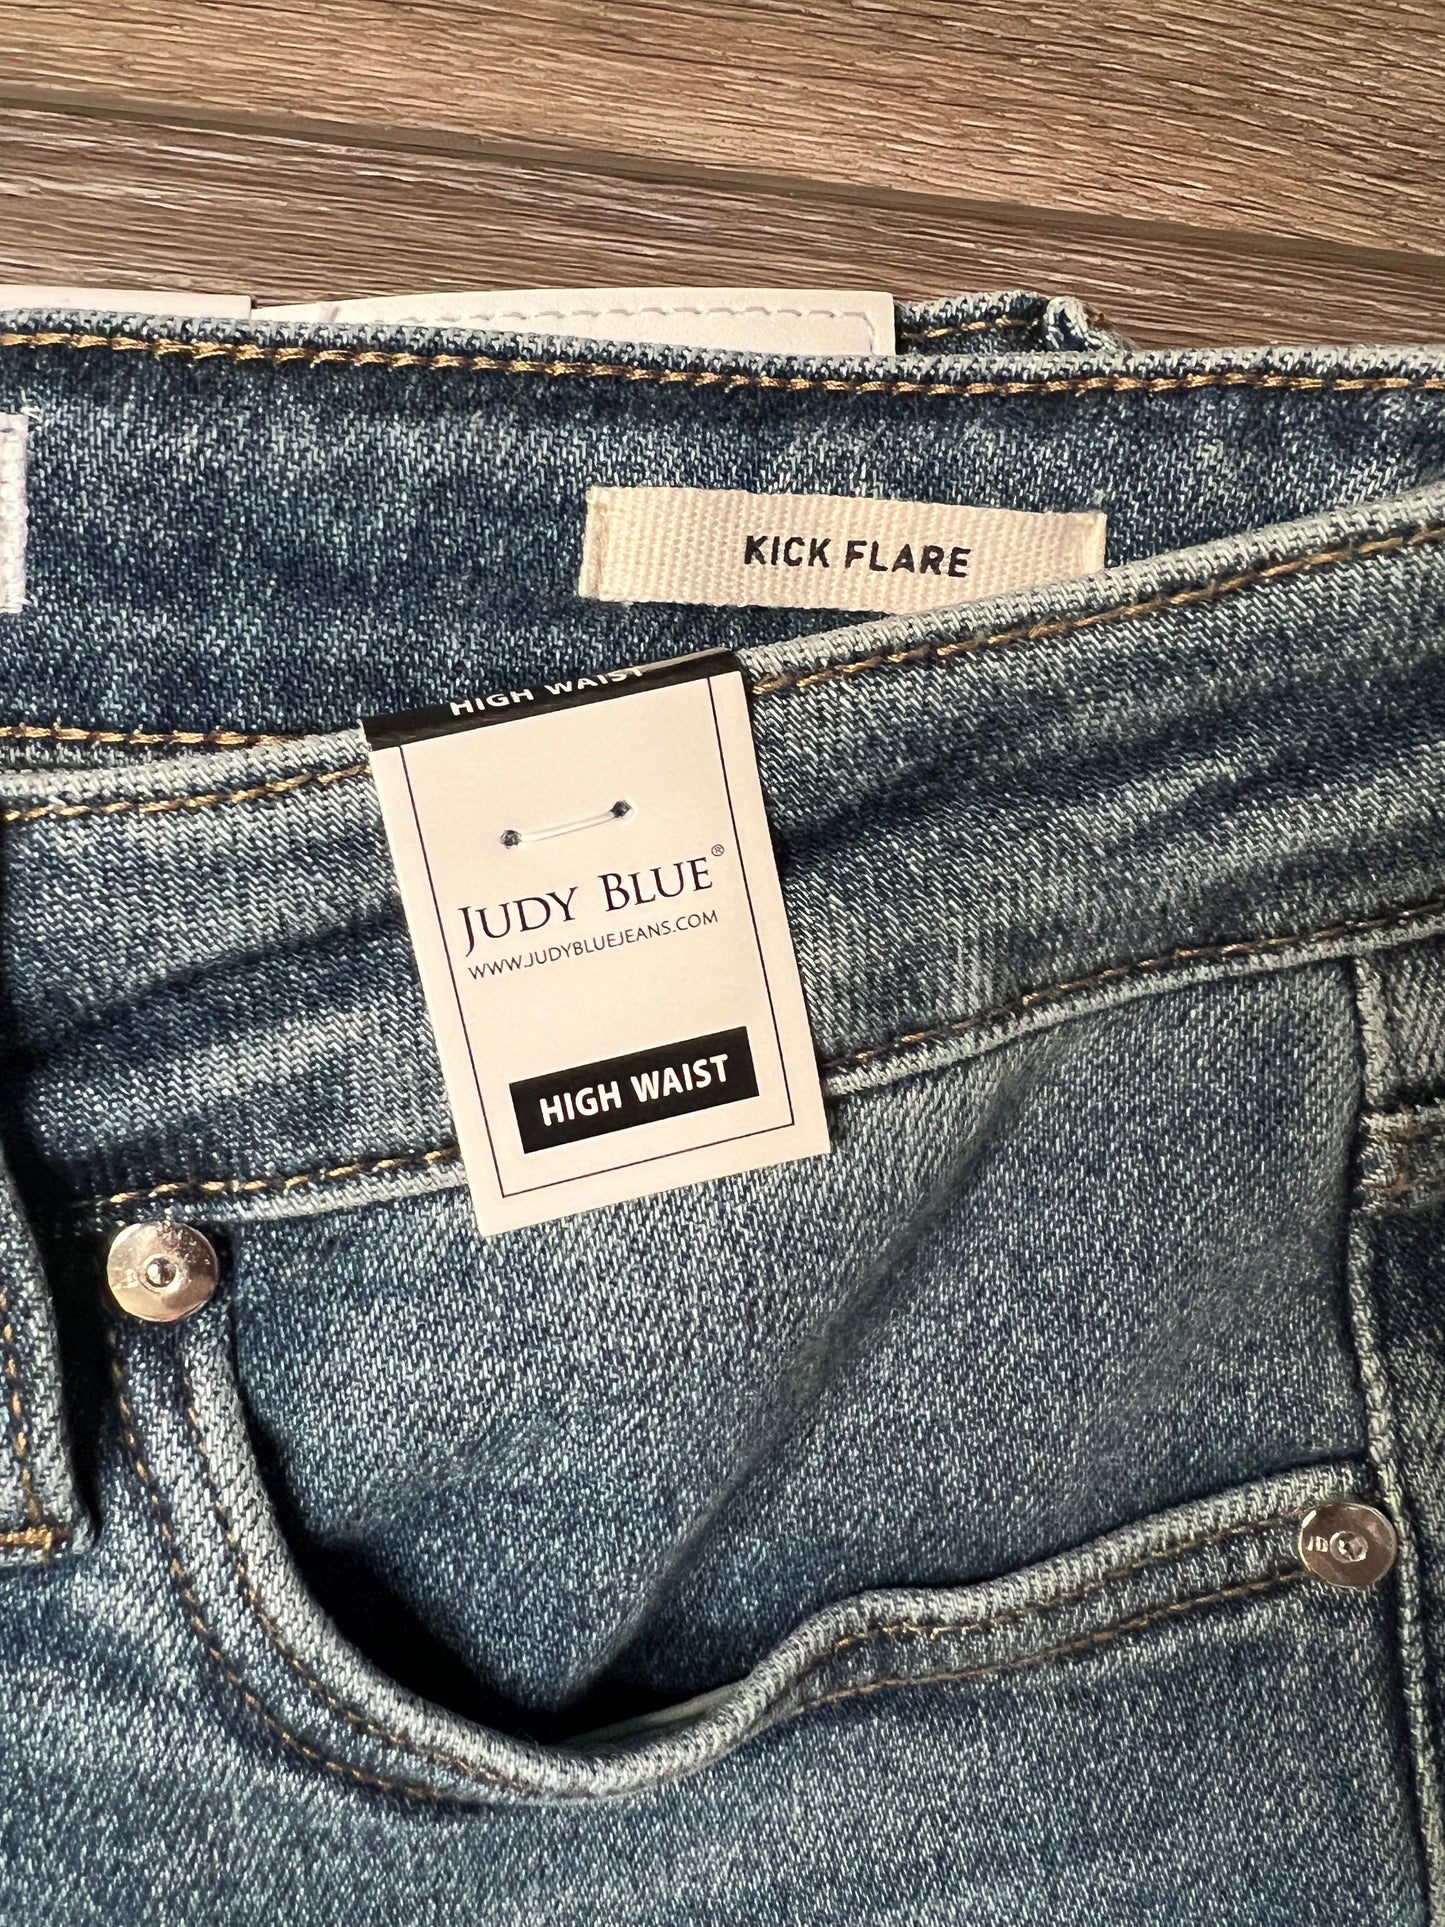 KICK FLARE
HIGH WAIST
JUDY BLUE®
WWW.JUDYBLUEJEANS.COM
HIGH WAIST